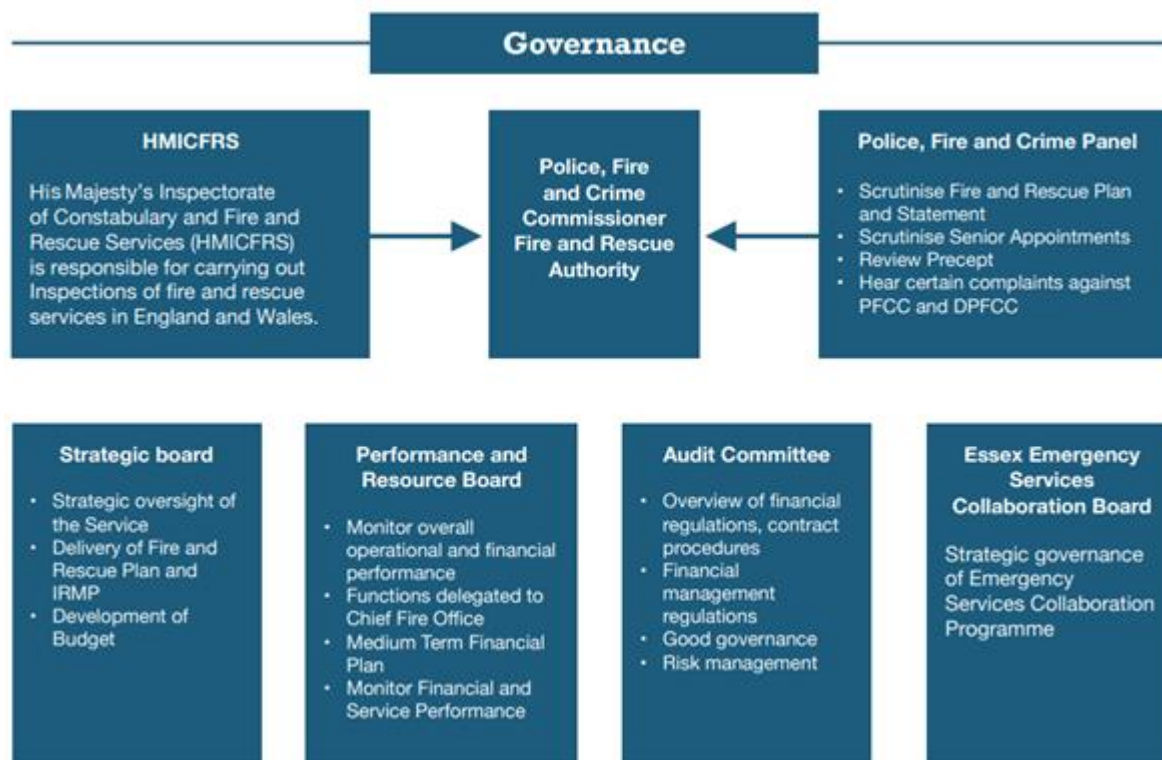 Governance
HMICFRS
His Majesty's Inspectorate
of Constabulary and Fire and
Rescue Services (HMICFRS)
is responsible for carrying out
Inspections of fire and rescue
services in England and Wales.
Police, Fire
and Crime
Commissioner
Fire and Rescue
Authority
Police, Fire and Crime Panel
• Scrutinise Fire and Rescue Plan
and Statement
• Scrutinise Senior Appointments
• Review Precept
• Hear certain complaints against
PFCC and DPFCC
Strategic board
• Strategic oversight of
the Service
• Delivery of Fire and
Rescue Plan and
IRMP
• Development of
Budget
Performance and
Resource Board
• Monitor overall
operational and financial
performance
• Functions delegated to
Chief Fire Office
• Medium Term Financial
Plan
• Monitor Financial and
Service Performance
Audit Committee
• Overview of financial
regulations, contract
procedures
• Financial
management
regulations
• Good governance
• Risk management
Essex Emergency
Services
Collaboration Board
Strategic governance
of Emergency
Services Collaboration
Programme